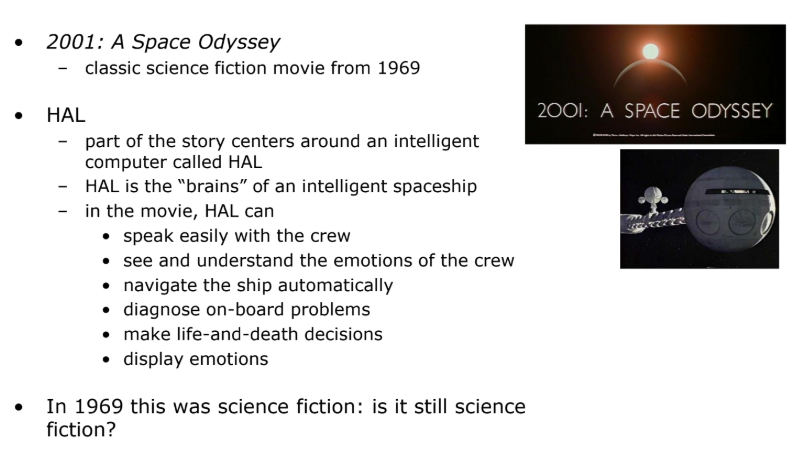 • 2001: A Space Odyssey
– classic science fiction movie from 1969
• HAL
– part of the story centers around an intelligent
computer called HAL
– HAL is the “brains” of an intelligent spaceship
– in the movie, HAL can
• speak easily with the crew
• see and understand the emotions of the crew
• navigate the ship automatically
• diagnose on-board problems
• make life-and-death decisions
• display emotions
• In 1969 this was science fiction: is it still science
fiction?
2001: A SPACE ODYSSEY